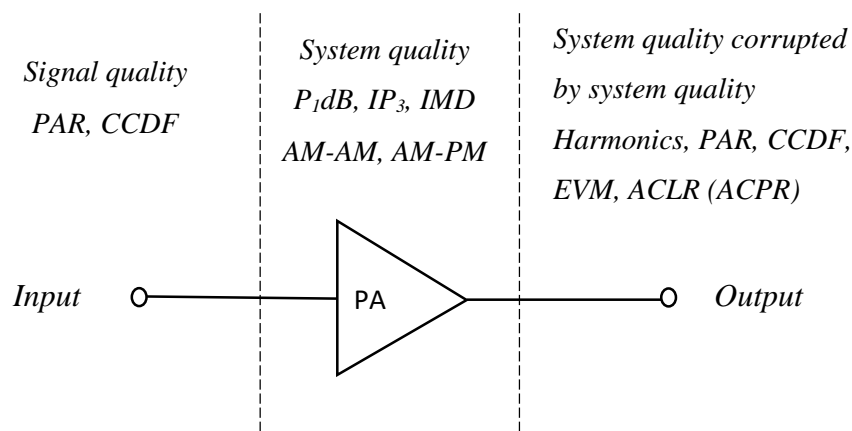 Signal quality
PAR, CCDF
System quality
P₁dB, IP₃, IMD
AM-AM, AM-PM
System quality corrupted
by system quality
Harmonics, PAR, CCDF,
EVM, ACLR (ACPR)
Input
PA
Output